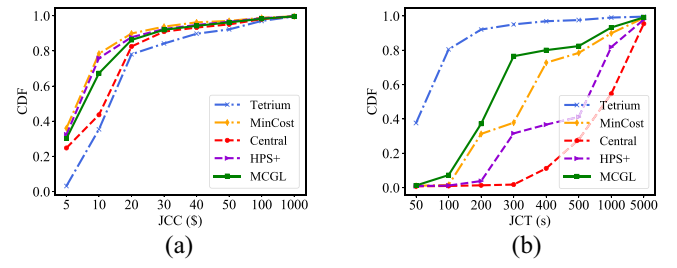 1.0
0.8
0.6
0.4
0.2
0.0
CDF
5 10 20 30 40 50 100 1000
JCC ($)
Tetrium
MinCost
Central
HPS+
MCGL
(a)
1.0
0.8
0.6
0.4
0.2
0.0
CDF
50 100 200 300 400 500 1000 5000
JCT (s)
Tetrium
MinCost
Central
HPS+
MCGL
(b)